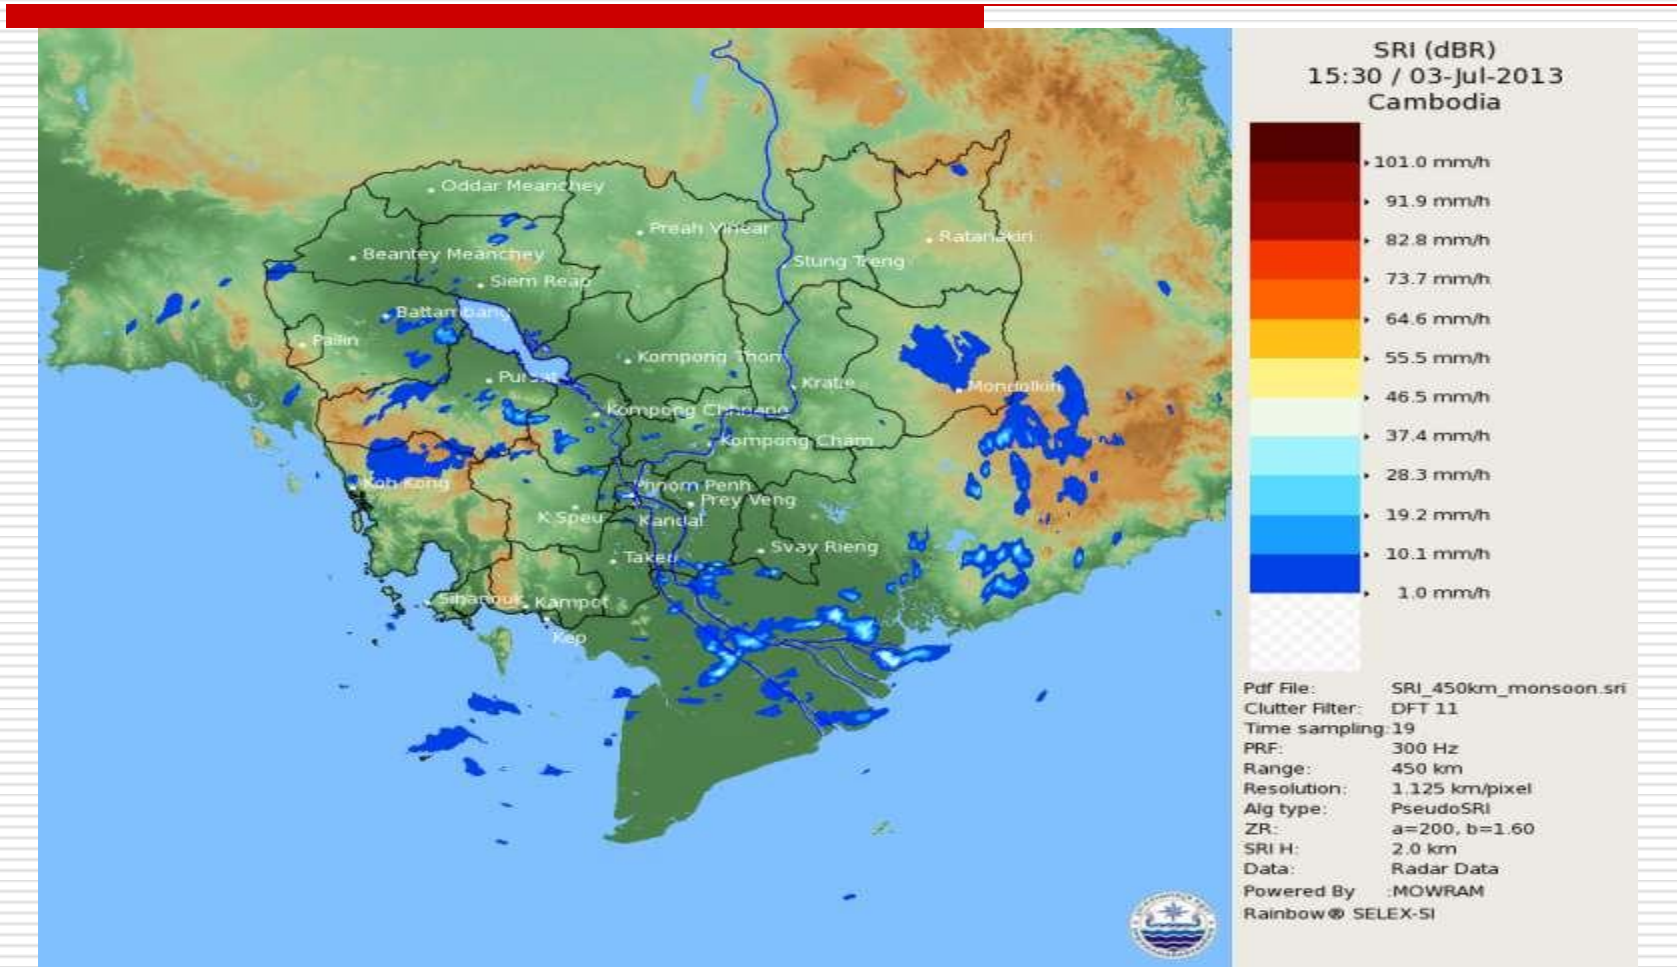 SRI (dBR)
15:30 / 03-Jul-2013
Cambodia
101.0 mm/h
91.9 mm/h
82.8 mm/h
73.7 mm/h
64.6 mm/h
55.5 mm/h
46.5 mm/h
37.4 mm/h
28.3 mm/h
19.2 mm/h
10.1 mm/h
1.0 mm/h
Pdf File: SRI_450km_monsoon.sri
Clutter Filter: DFT 11
Time sampling:19
PRF: 300 Hz
Range: 450 km
Resolution: 1.125 km/pixel
Alg type: PseudoSRI
ZR: a=200, b=1.60
SRI H: 2.0 km
Data: Radar Data
Powered By :MOWRAM
Rainbow® SELEX-SI
Oddar Meanchey
Preah Vihear
Ratanakiri
Beantey Meanchey
Stung Treng
Siem Reap
Battambang
Pailin
Kompong Thom
Pursat
Kratie
Mongolkiri
Kompong Chhnang
Kompong Cham
Koh Kong
Phnom Penh
Prey Veng
K Speu
Kandal
Svay Rieng
Takeo
Sihanouk
Kampot
Kep